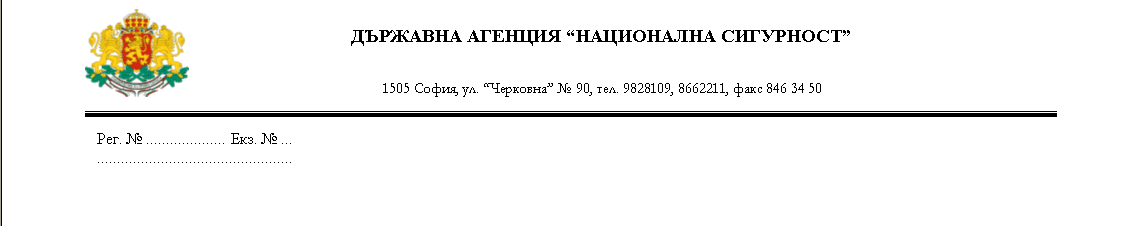 ДЪРЖАВНА АГЕНЦИЯ “НАЦИОНАЛНА СИГУРНОСТ”
1505 София, ул. “Черковна” № 90, тел. 9828109, 8662211, факс 846 34 50
Рег. № .................... Екз. № ...
.................................................